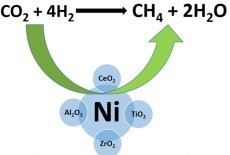 CO₂ + 4H₂ ⟶ CH₄ + 2H₂O
CeO₂
Al₂O₃ Ni TiO₂
ZrO₂